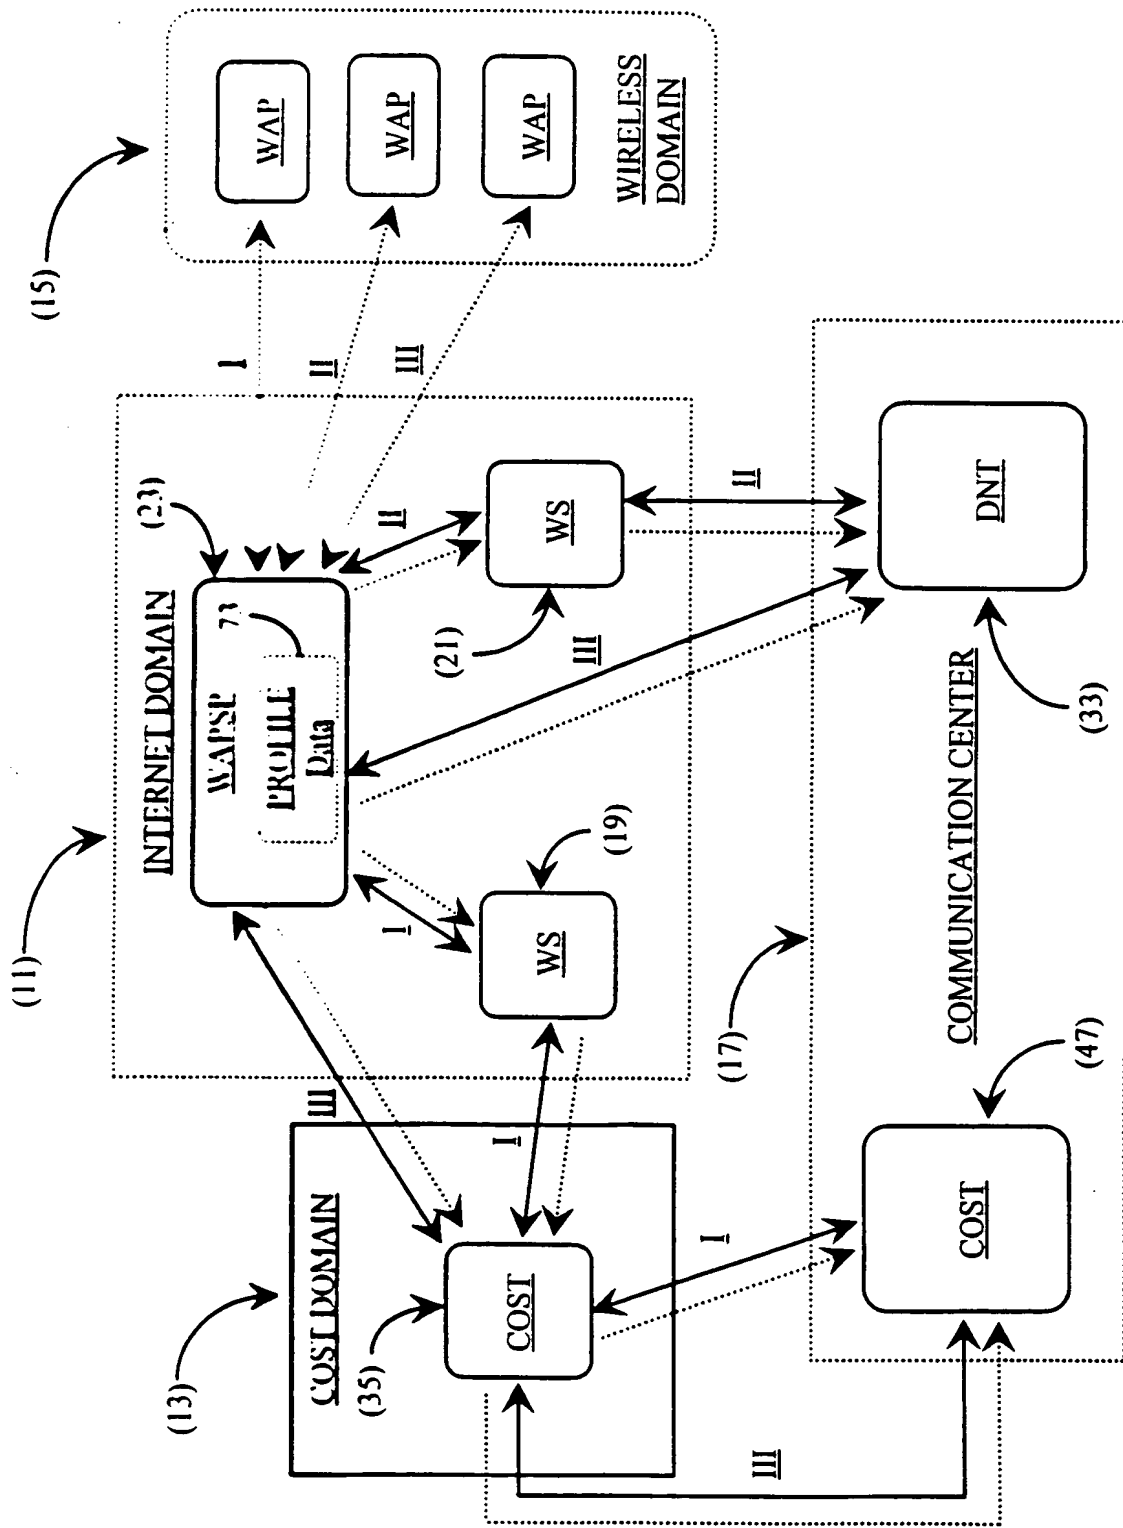 (11)
INTERNET DOMAIN
(23)
WAPSP
73
PROFILE
Data
(15)
WAP
WAP
WAP
WIRELESS
DOMAIN
I
II
III
(13)
COST DOMAIN
(35)
COST
III
I
I
WS
(19)
III
(21)
II
WS
II
I
III
(17)
COST
(47)
COMMUNICATION CENTER
(33)
DNT